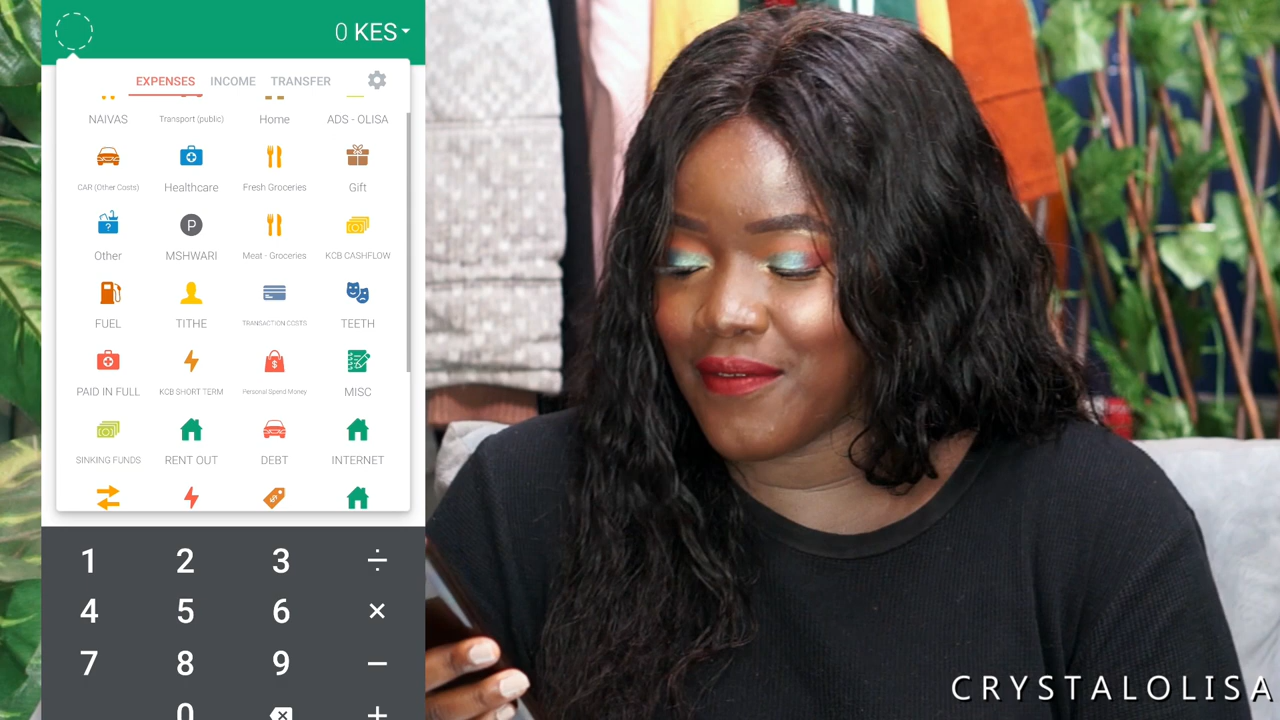 0 KES
EXPENSES INCOME TRANSFER
NAIVAS Transport (public) Home ADS - OLISA
CAR (Other Costs) Healthcare Fresh Groceries Gift
Other MSHWARI Meat - Groceries KCB CASHFLOW
FUEL TITHE TRANSACTION COSTS TEETH
PAID IN FULL KCB SHORT TERM Personal Spend Money MISC
SINKING FUNDS RENT OUT DEBT INTERNET
1 2 3 ÷
4 5 6 ×
7 8 9 −
0 +
CRYSTALOLISA